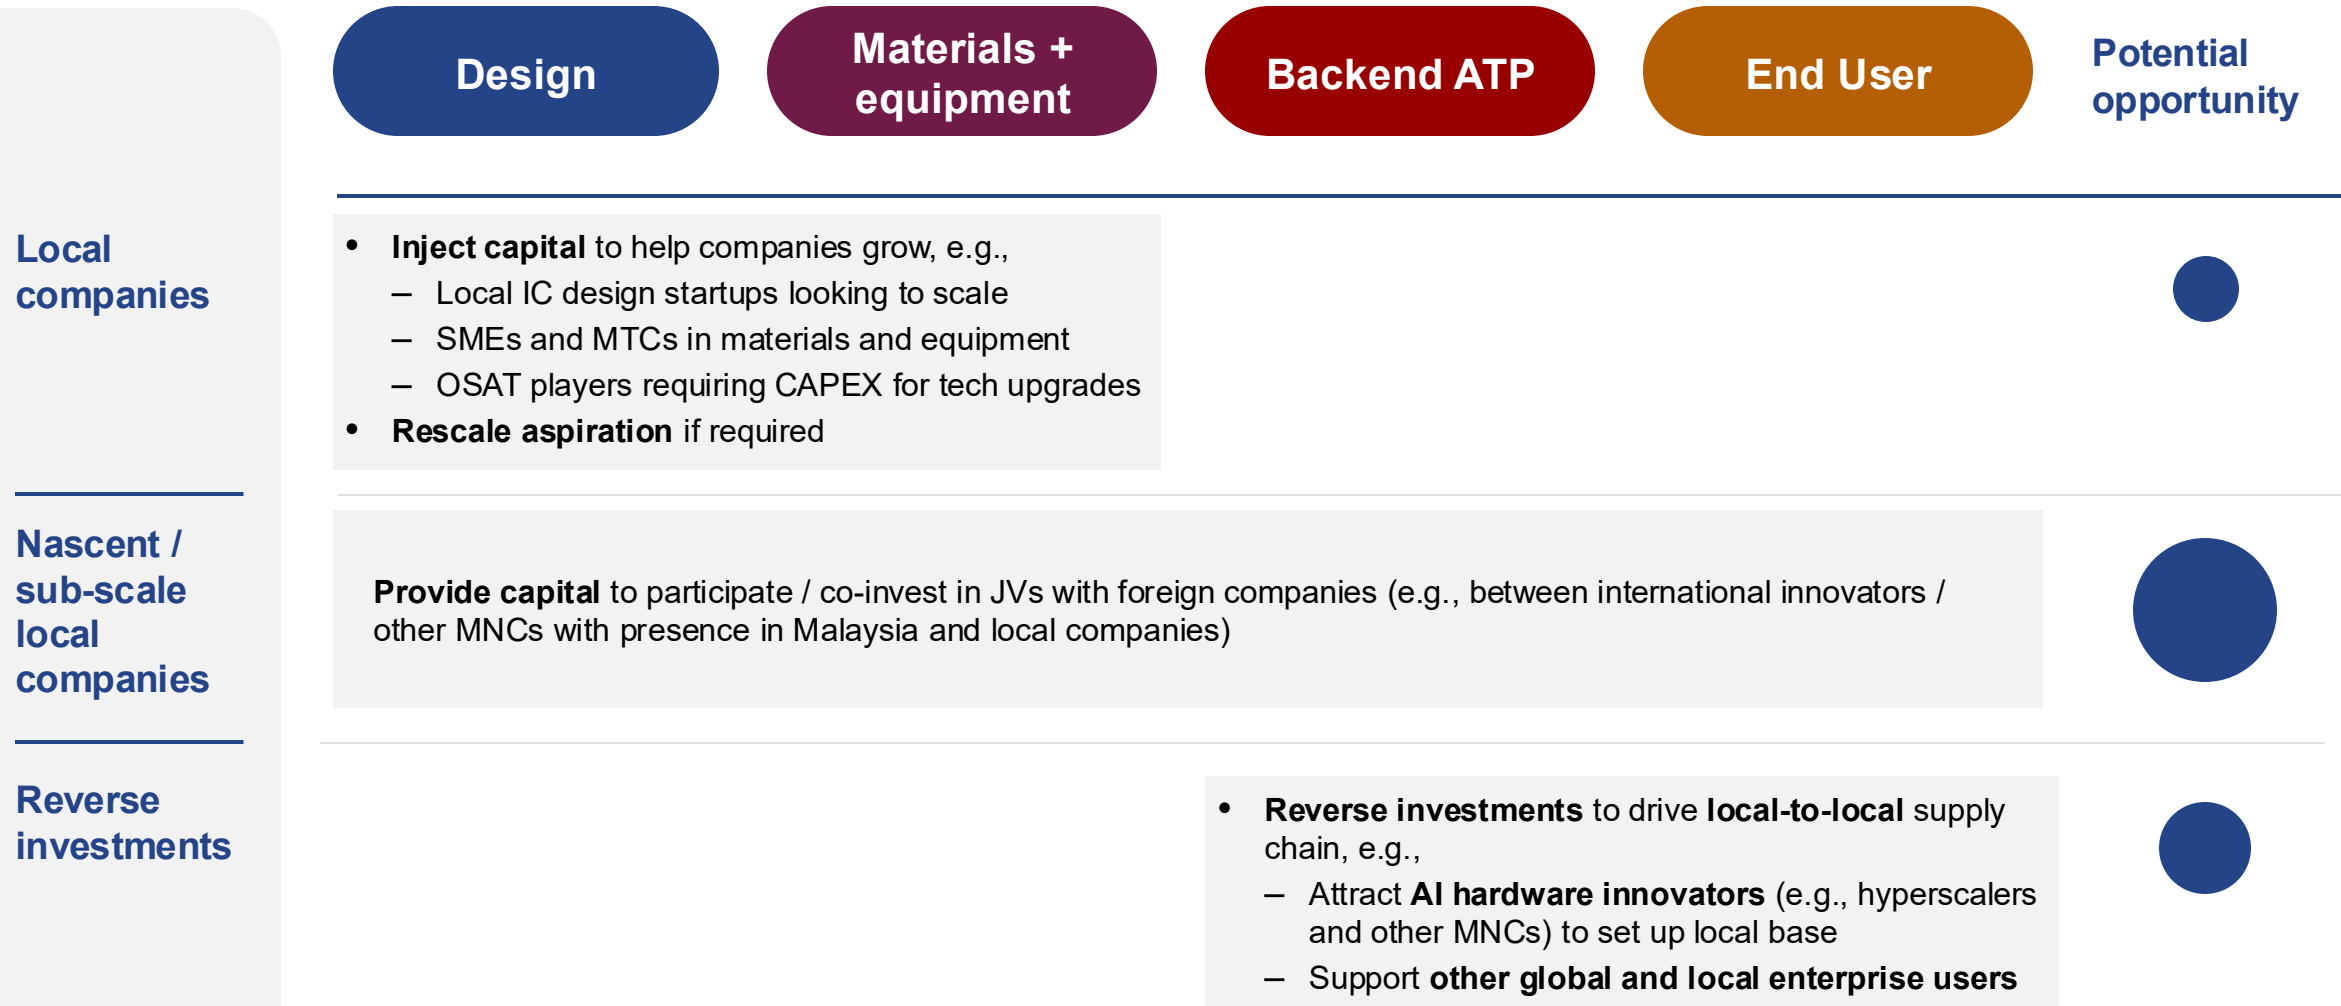 Design
Materials +
equipment
Backend ATP
End User
Potential
opportunity
Local
companies
• Inject capital to help companies grow, e.g.,
– Local IC design startups looking to scale
– SMEs and MTCs in materials and equipment
– OSAT players requiring CAPEX for tech upgrades
• Rescale aspiration if required
Nascent /
sub-scale
local
companies
Provide capital to participate / co-invest in JVs with foreign companies (e.g., between international innovators /
other MNCs with presence in Malaysia and local companies)
Reverse
investments
• Reverse investments to drive local-to-local supply
chain, e.g.,
– Attract AI hardware innovators (e.g., hyperscalers
and other MNCs) to set up local base
– Support other global and local enterprise users